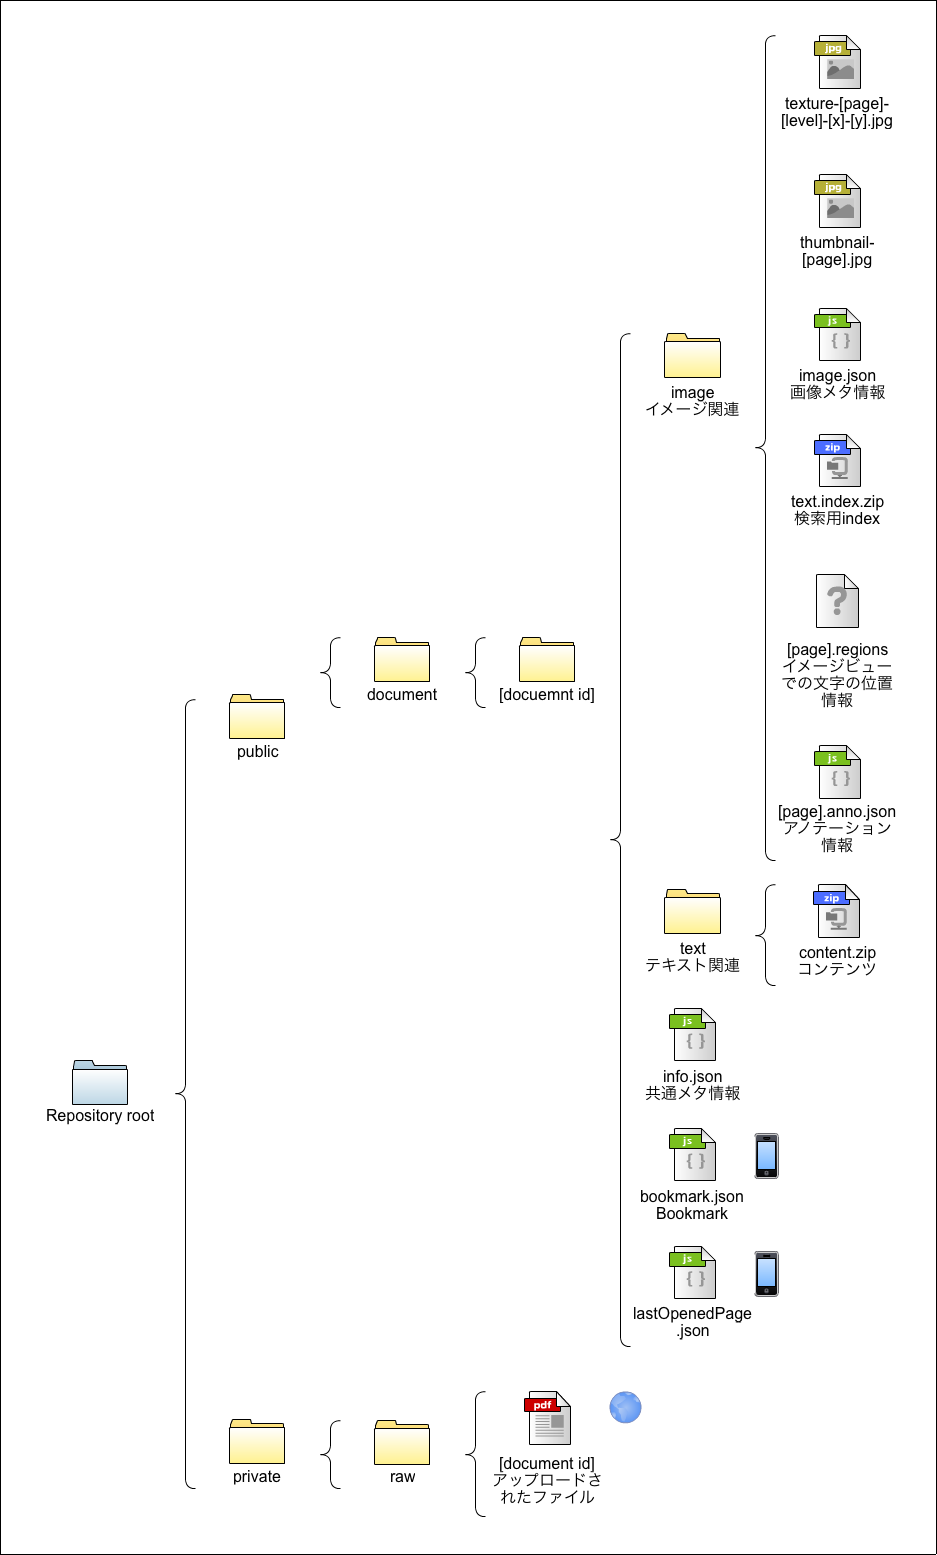 jpg
texture-[page]-
[level]-[x]-[y].jpg
jpg
thumbnail-
[page].jpg
js
{ }
image.json
画像メタ情報
image
イメージ関連
zip
text.index.zip
検索用index
?
[page].regions
イメージビュー
での文字の位置
情報
document
[docuemnt id]
public
js
{ }
[page].anno.json
アノテーション
情報
zip
content.zip
コンテンツ
text
テキスト関連
js
{ }
info.json
共通メタ情報
Repository root
js
{ }
bookmark.json
Bookmark
js
{ }
lastOpenedPage
.json
private
raw
pdf
[document id]
アップロードさ
れたファイル